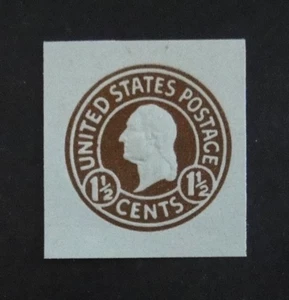 UNITED STATES POSTAGE
1½ 1½
CENTS